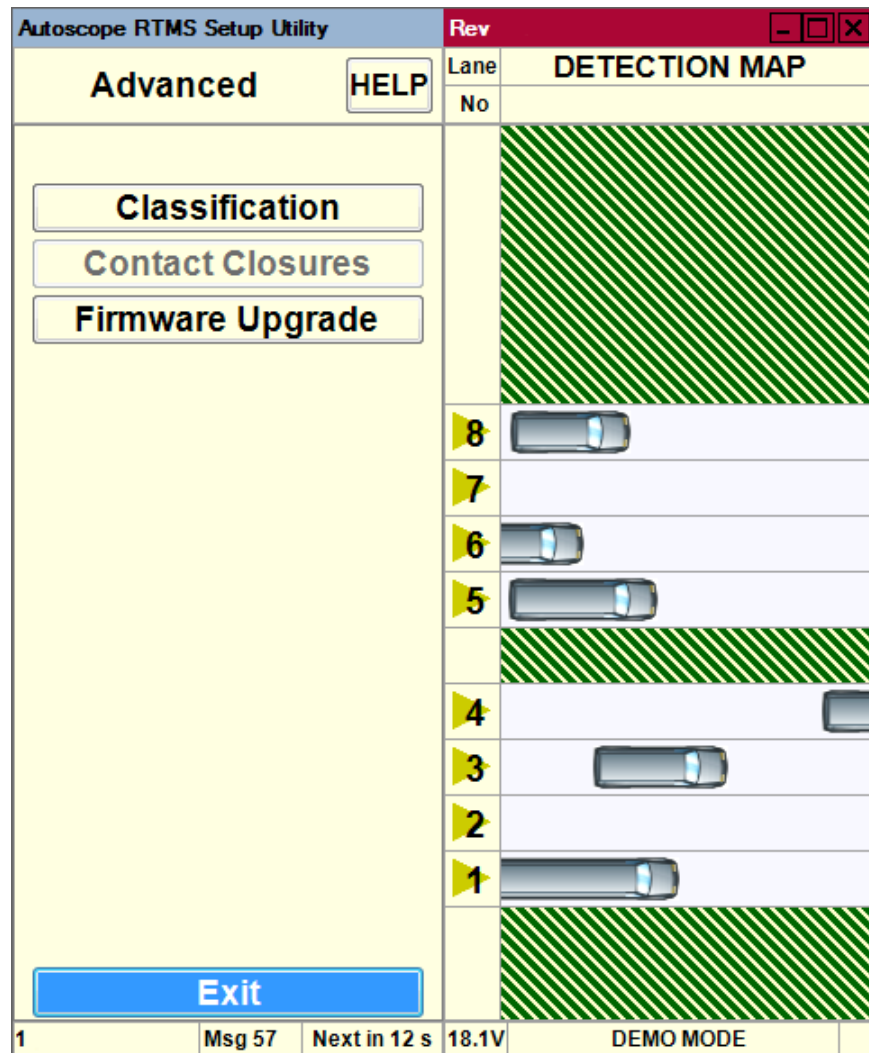 Autoscope RTMS Setup Utility
Rev
Advanced
HELP
Lane
No
DETECTION MAP
Classification
Contact Closures
Firmware Upgrade
8
7
6
5
4
3
2
1
Exit
1
Msg 57
Next in 12 s
18.1V
DEMO MODE